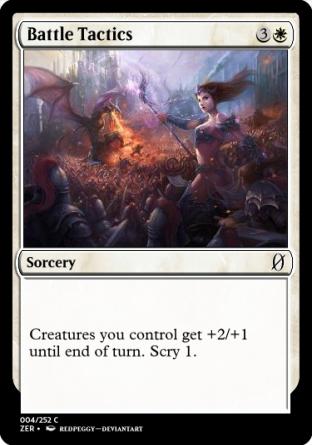 Battle Tactics 3
Sorcery
Creatures you control get +2/+1
until end of turn. Scry 1.
004/252 C
ZER • REDPEGGY—DEVIANTART